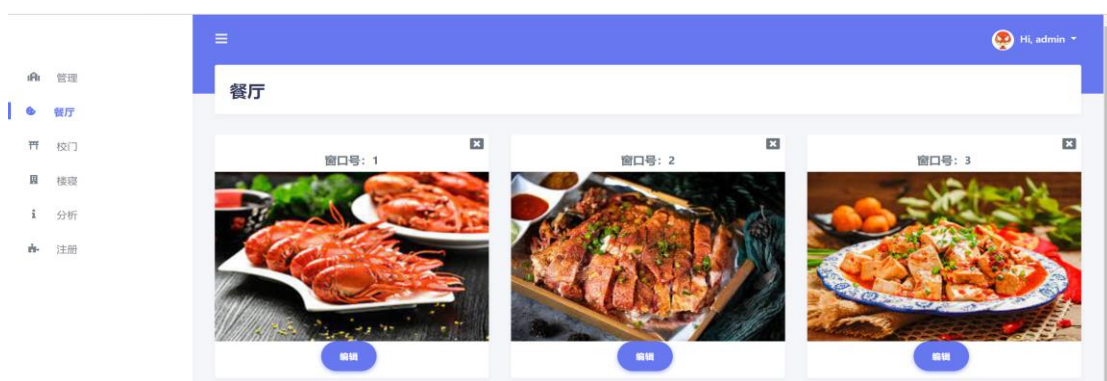 Hi, admin
管理
餐厅
校门
楼寝
分析
注册
餐厅
窗口号：1
窗口号：2
窗口号：3
编辑
编辑
编辑